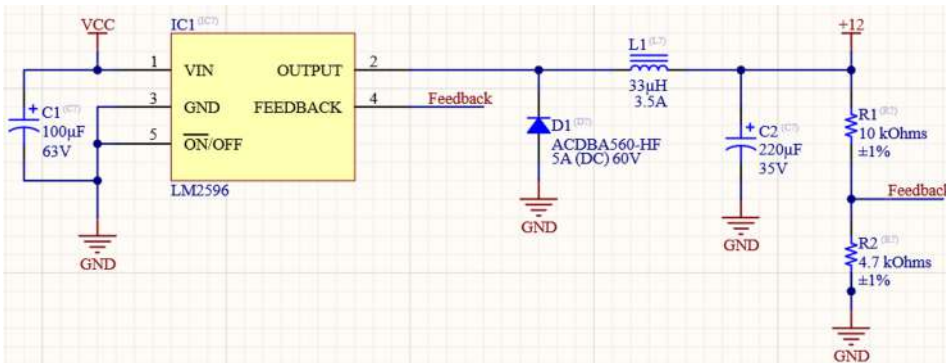 VCC
IC1 (IC?)
1 VIN
OUTPUT 2
3 GND
FEEDBACK 4
Feedback
5 ON/OFF
LM2596
C1 (C?)
100µF
63V
GND
D1 (D?)
ACDBA560-HF
5A (DC) 60V
GND
L1 (L?)
33µH
3.5A
C2 (C?)
220µF
35V
GND
+12
R1 (R?)
10 kOhms
±1%
Feedback
R2 (R?)
4.7 kOhms
±1%
GND